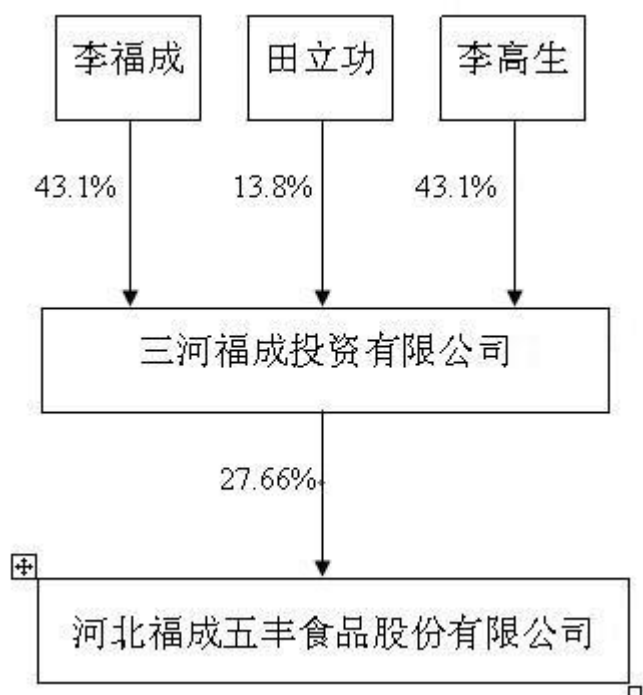 李福成 田立功 李高生
43.1% 13.8% 43.1%
三河福成投资有限公司
27.66%
河北福成五丰食品股份有限公司